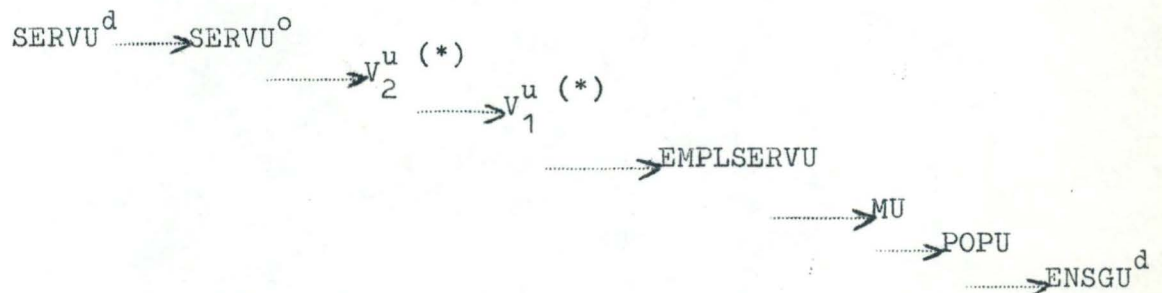 SERVU^d SERVU^o
V_2^u (*)
V_1^u (*)
EMPLSERVU
MU
POPU
ENSGU^d